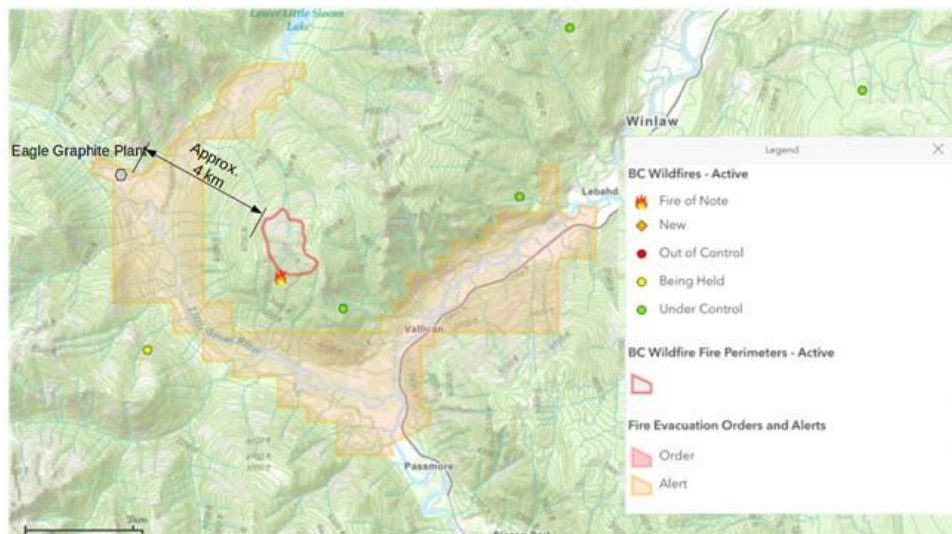 Lower Little Slocan
Lake
Eagle Graphite Plant
Approx.
4 km
Winlaw
Lebahd
Vallican
Little Slocan River
Passmore
Legend
BC Wildfires - Active
Fire of Note
New
Out of Control
Being Held
Under Control
BC Wildfire Fire Perimeters - Active
Fire Evacuation Orders and Alerts
Order
Alert